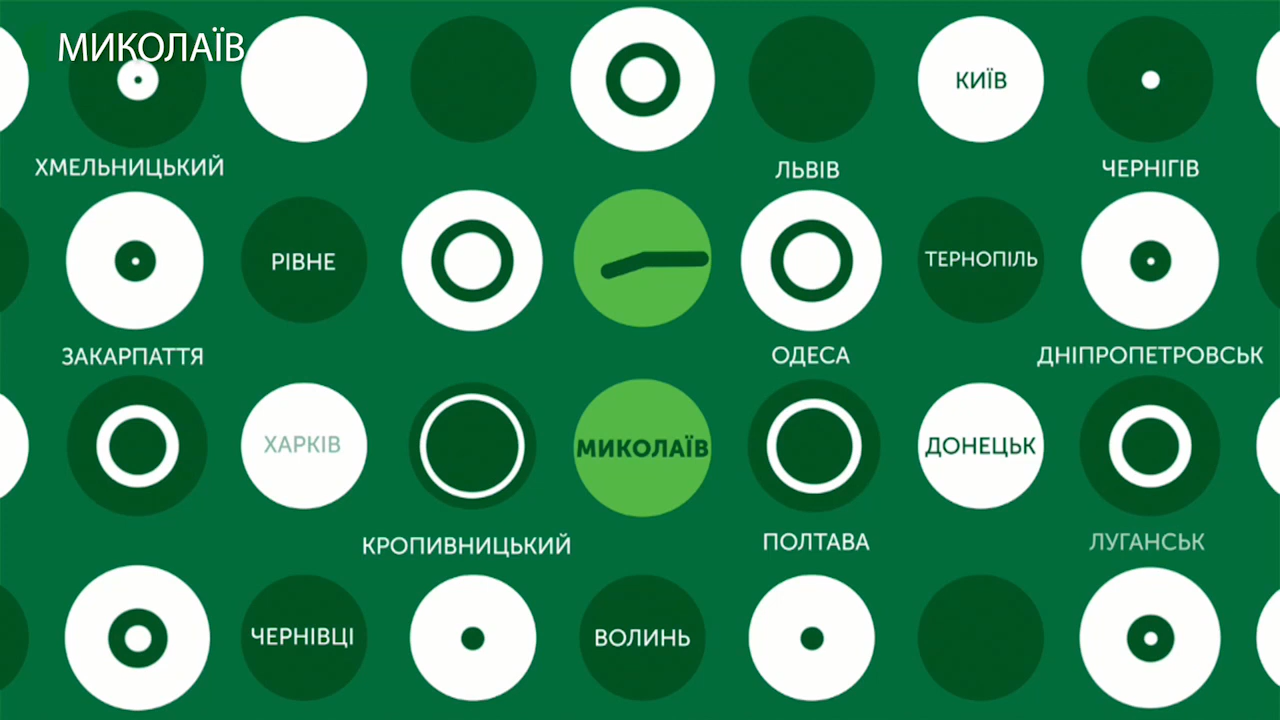 МИКОЛАЇВ
КИЇВ
ХМЕЛЬНИЦЬКИЙ
ЛЬВІВ
ЧЕРНІГІВ
РІВНЕ
ТЕРНОПІЛЬ
ЗАКАРПАТТЯ
ОДЕСА
ДНІПРОПЕТРОВСЬК
ХАРКІВ
МИКОЛАЇВ
ДОНЕЦЬК
КРОПИВНИЦЬКИЙ
ПОЛТАВА
ЛУГАНСЬК
ЧЕРНІВЦІ
ВОЛИНЬ